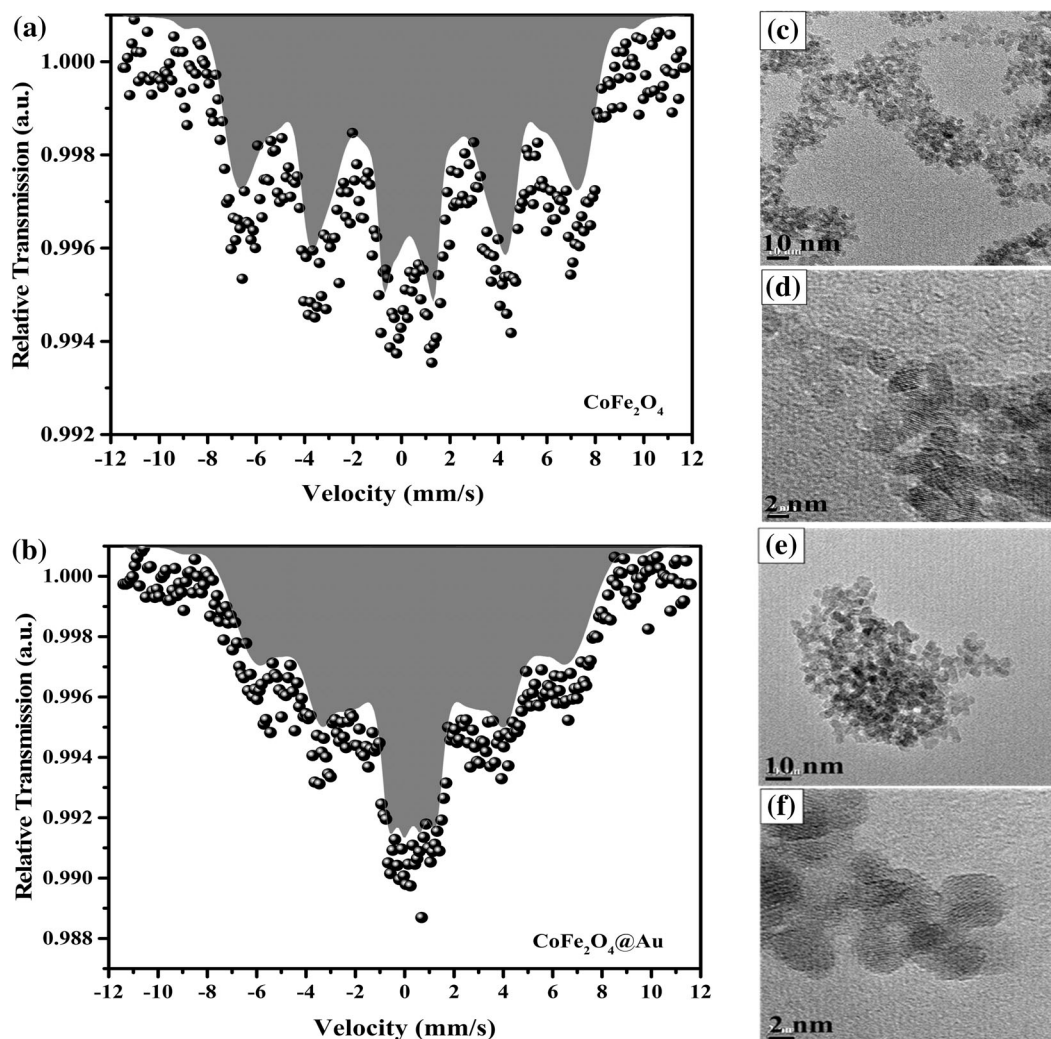 (a)
Relative Transmission (a.u.)
1.000
0.998
0.996
0.994
0.992
CoFe₂O₄
-12 -10 -8 -6 -4 -2 0 2 4 6 8 10 12
Velocity (mm/s)
(b)
Relative Transmission (a.u.)
1.000
0.998
0.996
0.994
0.992
0.990
0.988
CoFe₂O₄@Au
-12 -10 -8 -6 -4 -2 0 2 4 6 8 10 12
Velocity (mm/s)
(c)
10 nm
(d)
2 nm
(e)
10 nm
(f)
2 nm